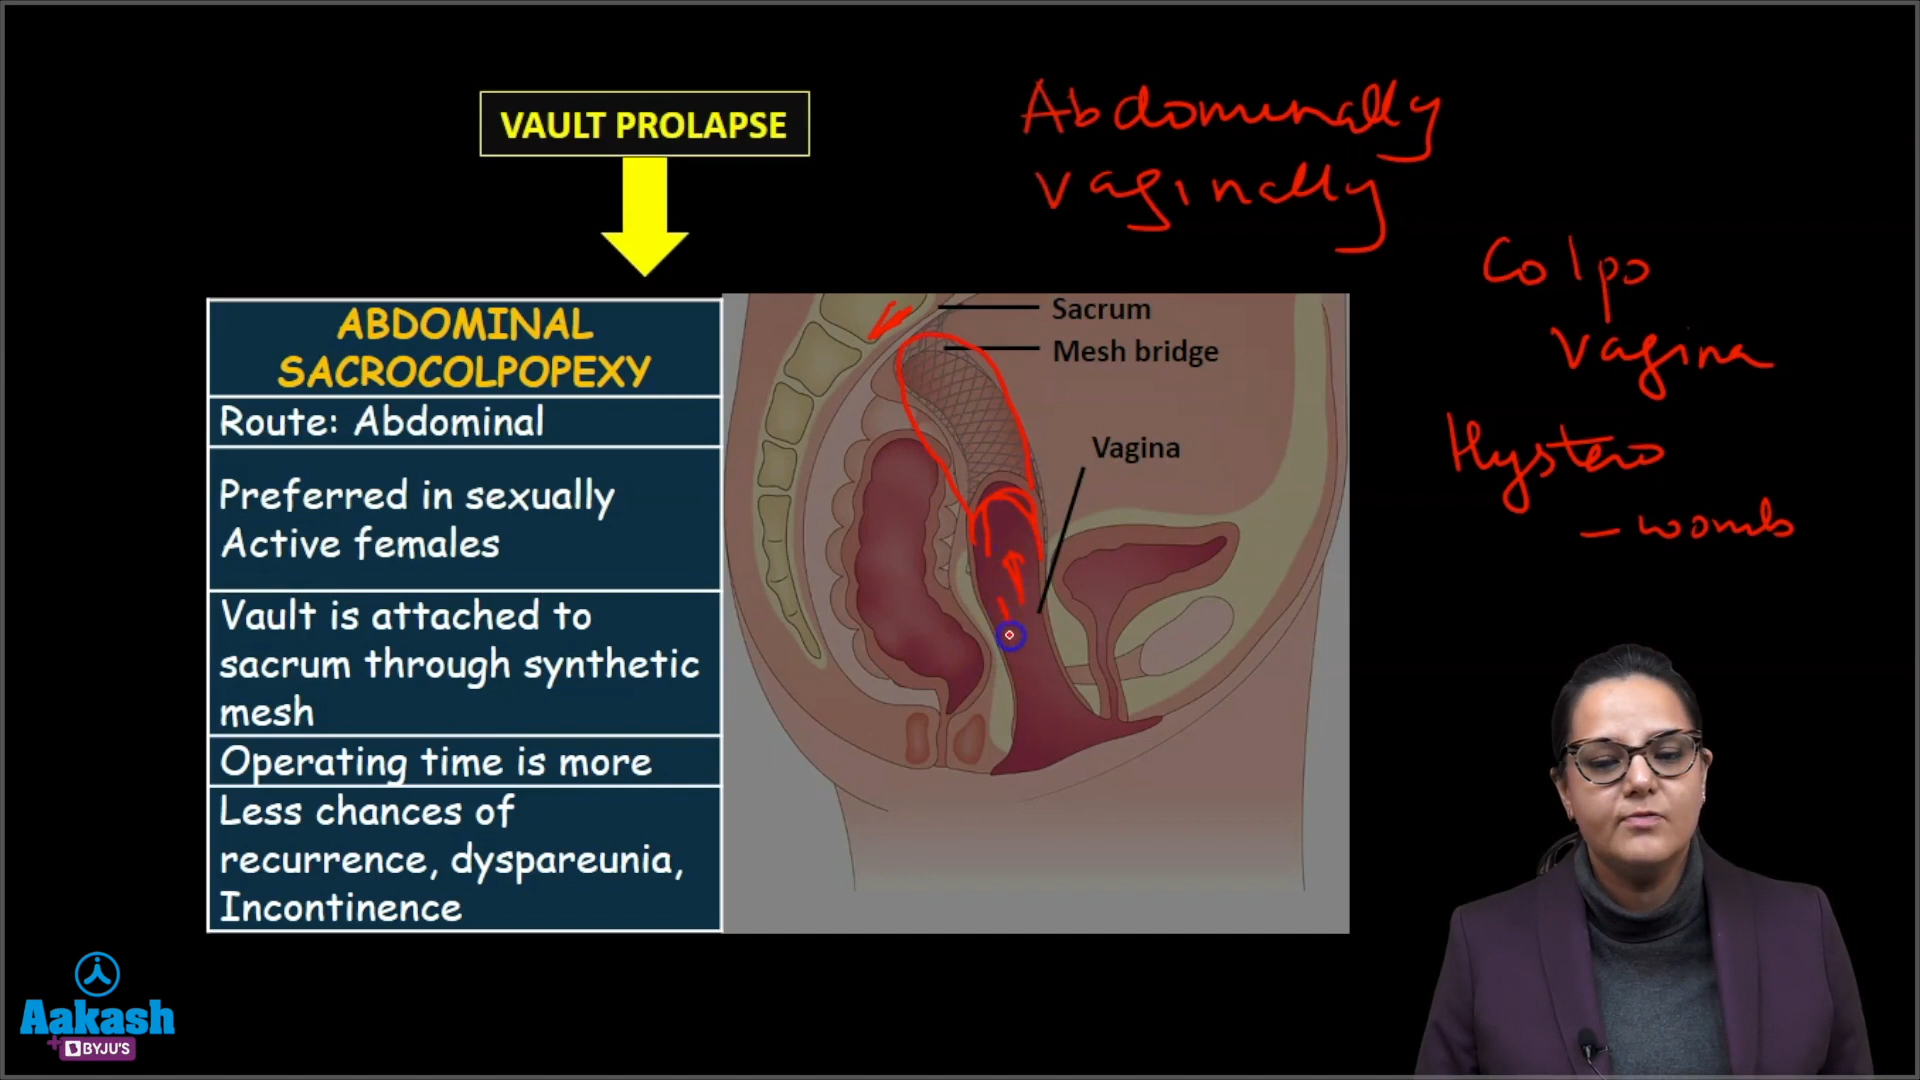 VAULT PROLAPSE
Abdominally
Vaginally
Colpo
Vagina
Hystero
- womb
ABDOMINAL
SACROCOLPOPEXY
Route: Abdominal
Preferred in sexually
Active females
Vault is attached to
sacrum through synthetic
mesh
Operating time is more
Less chances of
recurrence, dyspareunia,
Incontinence
Sacrum
Mesh bridge
Vagina
Aakash
+ BYJU'S